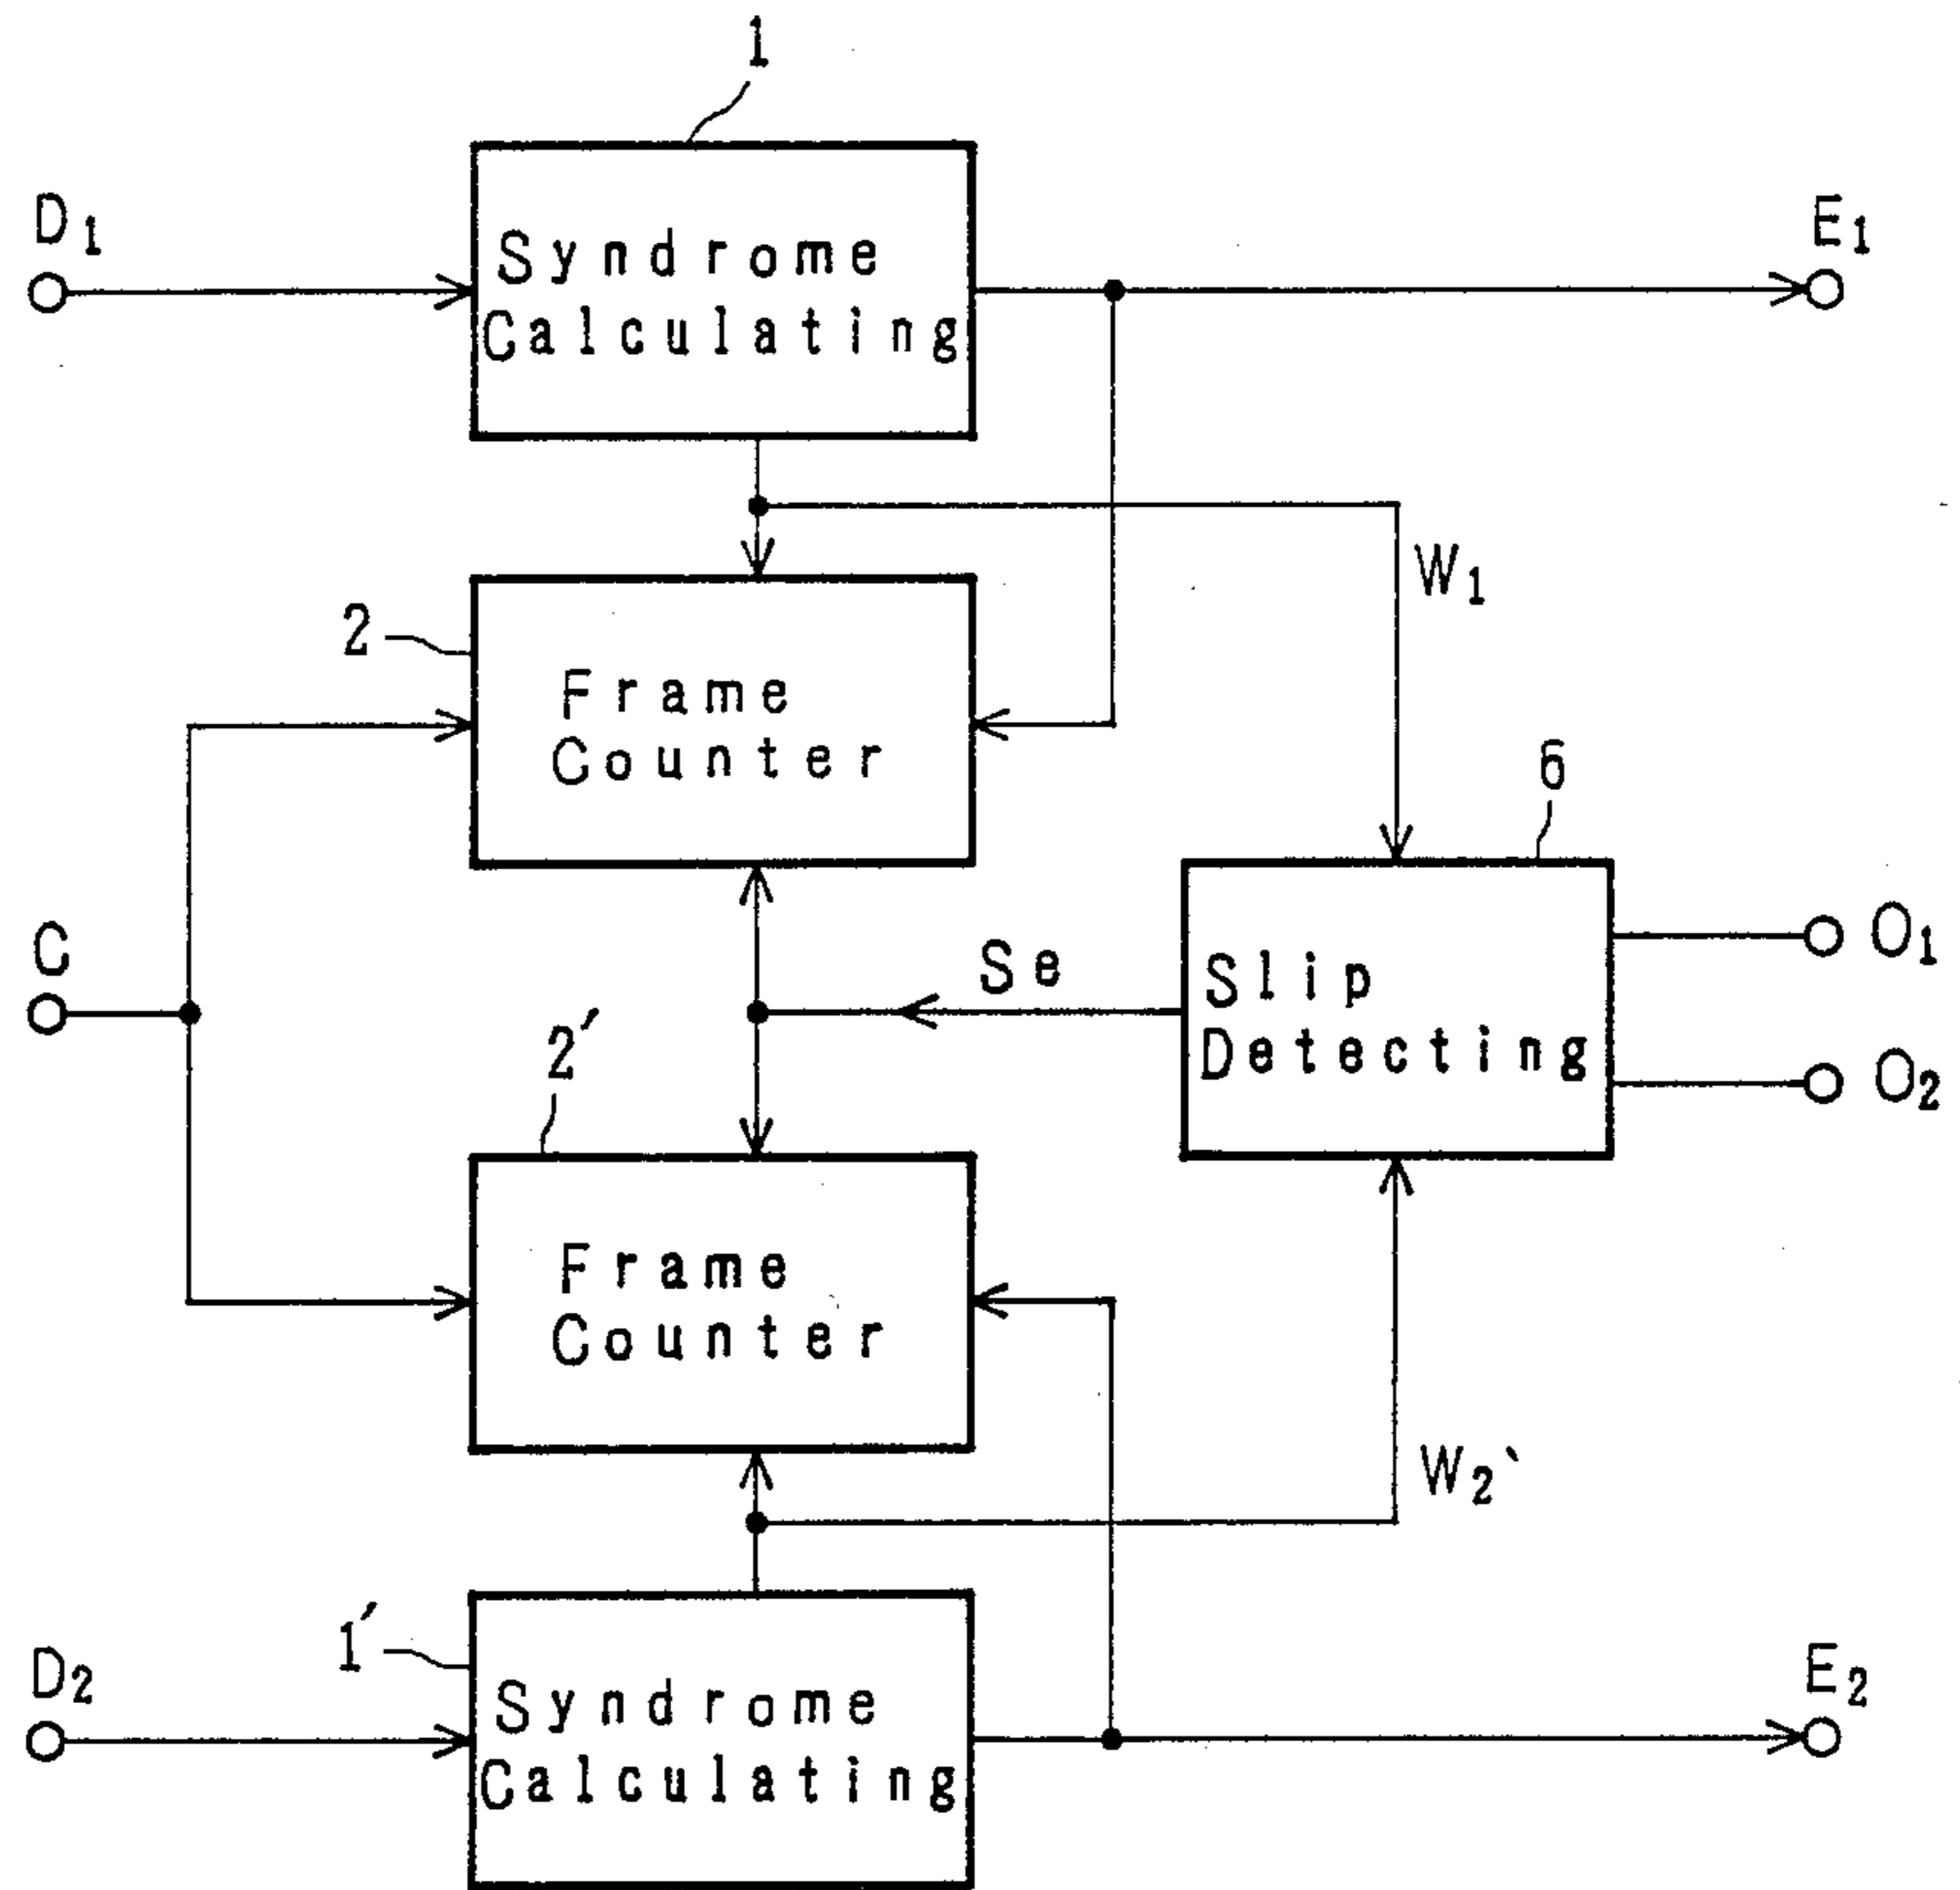 1
D1
Syndrome
Calculating
E1
W1
2
Frame
Counter
6
C
Se
Slip
Detecting
O1
O2
2′
Frame
Counter
W2`
1′
D2
Syndrome
Calculating
E2